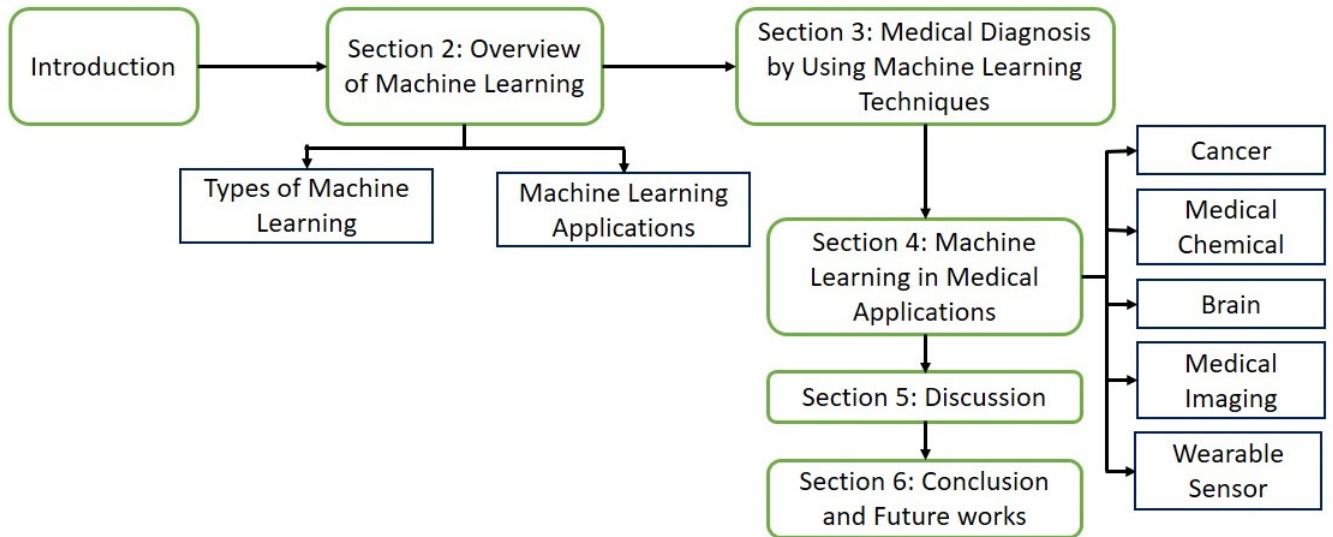 Introduction
Section 2: Overview
of Machine Learning
Section 3: Medical Diagnosis
by Using Machine Learning
Techniques
Types of Machine
Learning
Machine Learning
Applications
Section 4: Machine
Learning in Medical
Applications
Cancer
Medical
Chemical
Brain
Medical
Imaging
Wearable
Sensor
Section 5: Discussion
Section 6: Conclusion
and Future works